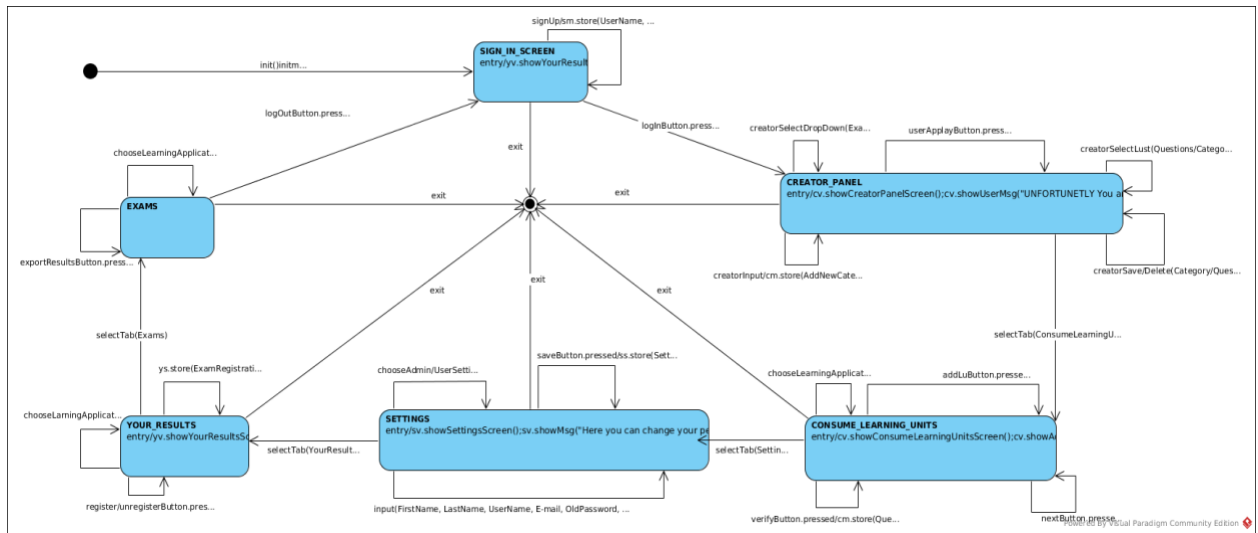 signUp/sm.store(UserName, ...
SIGN_IN_SCREEN
entry/yv.showYourResult
init()initm...
logOutButton.press...
logInButton.press...
exit
creatorSelectDropDown(Exa...
userApplayButton.press...
creatorSelectLust(Questions/Catego...
chooseLearningApplicat...
CREATOR_PANEL
entry/cv.showCreatorPanelScreen();cv.showUserMsg("UNFORTUNETLY You a
EXAMS
exit
exit
exportResultsButton.press...
creatorInput/cm.store(AddNewCate...
creatorSave/Delete(Category/Ques...
exit
exit
exit
selectTab(Exams)
selectTab(ConsumeLearningU...
ys.store(ExamRegistrati...
saveButton.pressed/ss.store(Sett...
chooseAdmin/UserSetti...
chooseLearningApplicat...
addLuButton.presse...
chooseLarningApplicat...
YOUR_RESULTS
entry/yv.showYourResultsSc
SETTINGS
entry/sv.showSettingsScreen();sv.showMsg("Here you can change your pe
CONSUME_LEARNING_UNITS
entry/cv.showConsumeLearningUnitsScreen();cv.showA
selectTab(YourResult...
selectTab(Settin...
register/unregisterButton.pres...
input(FirstName, LastName, UserName, E-mail, OldPassword, ...
verifyButton.pressed/cm.store(Que...
nextButton.presse...
Powered By Visual Paradigm Community Edition